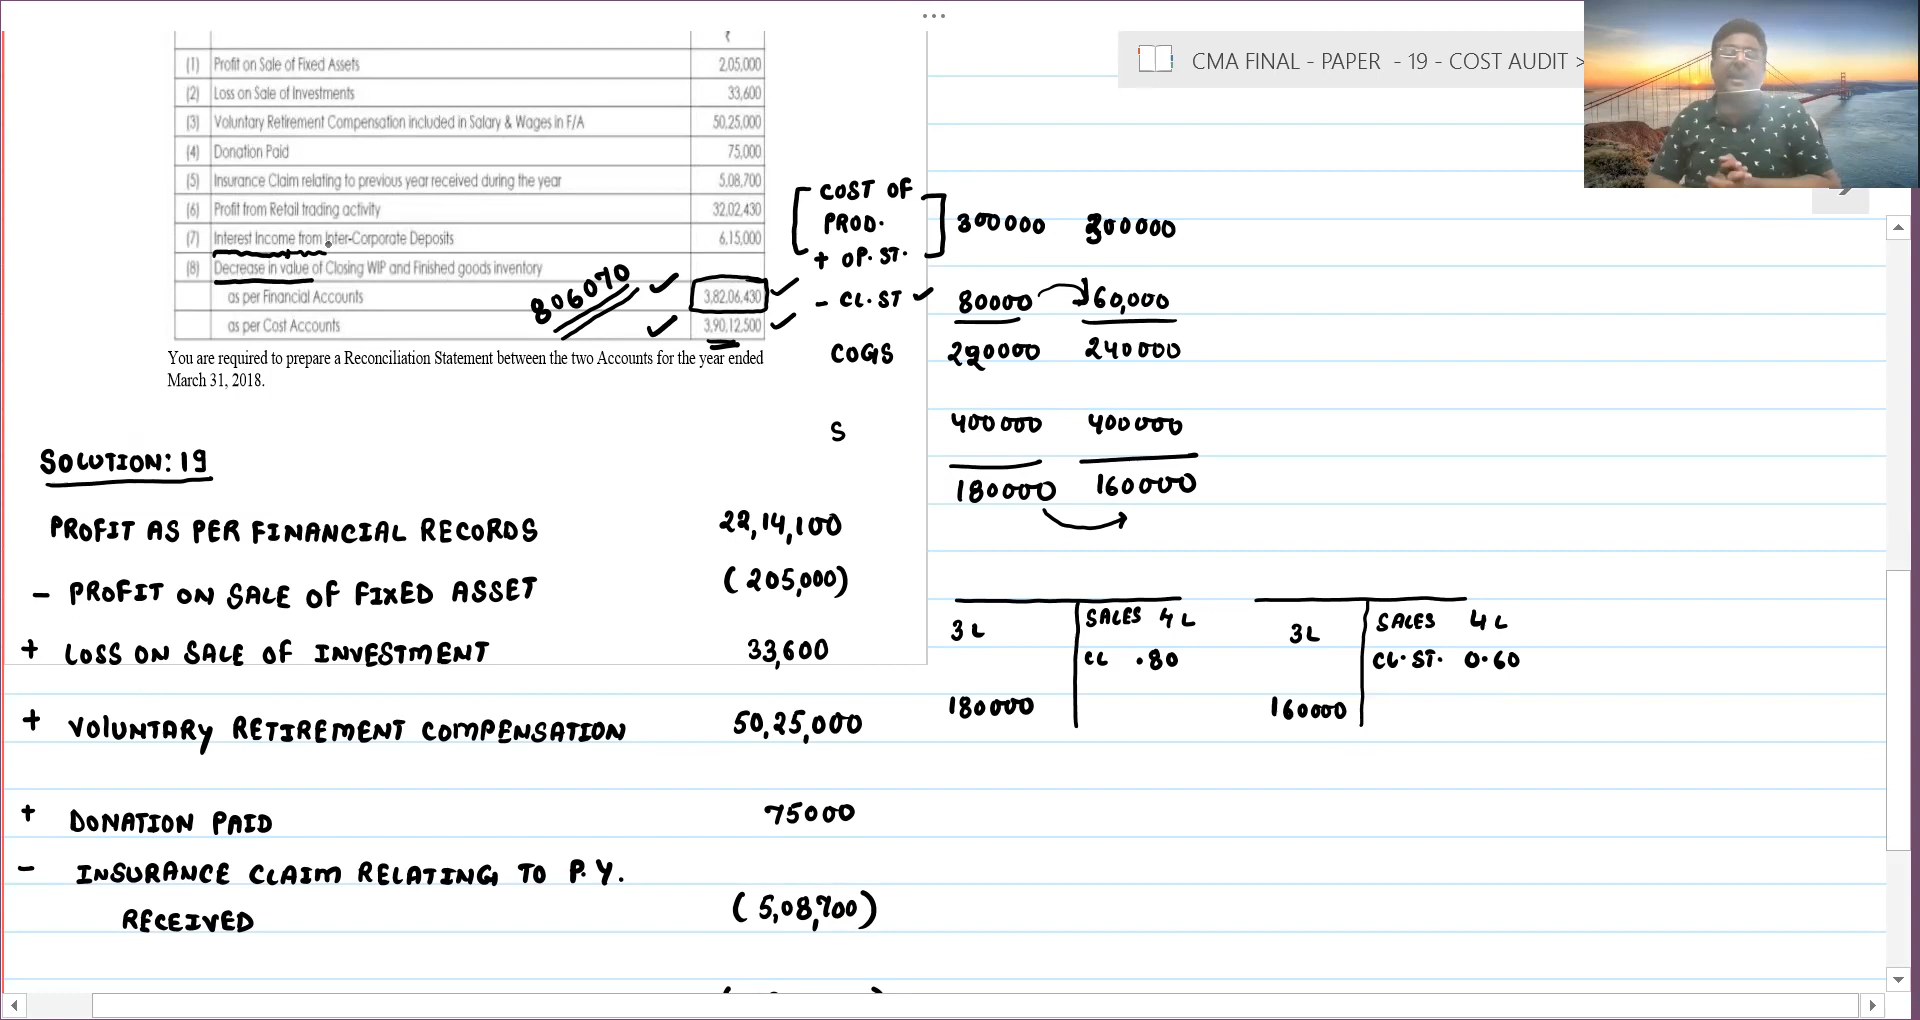 CMA FINAL - PAPER - 19 - COST AUDIT >
₹
(1) Profit on Sale of Fixed Assets 2,05,000
(2) Loss on Sale of Investments 33,600
(3) Voluntary Retirement Compensation included in Salary & Wages in F/A 50,25,000
(4) Donation Paid 75,000
(5) Insurance Claim relating to previous year received during the year 5,08,700
(6) Profit from Retail trading activity 32,02,430
(7) Interest Income from Inter-Corporate Deposits 6,15,000
(8) Decrease in value of Closing WIP and Finished goods inventory
as per Financial Accounts 3,82,06,430
as per Cost Accounts 3,90,12,500
806070
You are required to prepare a Reconciliation Statement between the two Accounts for the year ended
March 31, 2018.
COST OF
PROD. 300000 300000
+ OP. ST.
- CL. ST 80000 60,000
COGS 220000 240000
S 400000 400000
180000 160000
SOLUTION: 19
PROFIT AS PER FINANCIAL RECORDS 22,14,100
- PROFIT ON SALE OF FIXED ASSET (205,000)
+ LOSS ON SALE OF INVESTMENT 33,600
+ VOLUNTARY RETIREMENT COMPENSATION 50,25,000
+ DONATION PAID 75000
- INSURANCE CLAIM RELATING TO P.Y.
RECEIVED (5,08,700)
3L SALES 4L
CL .80
180000
3L SALES 4L
CL. ST. 0.60
160000